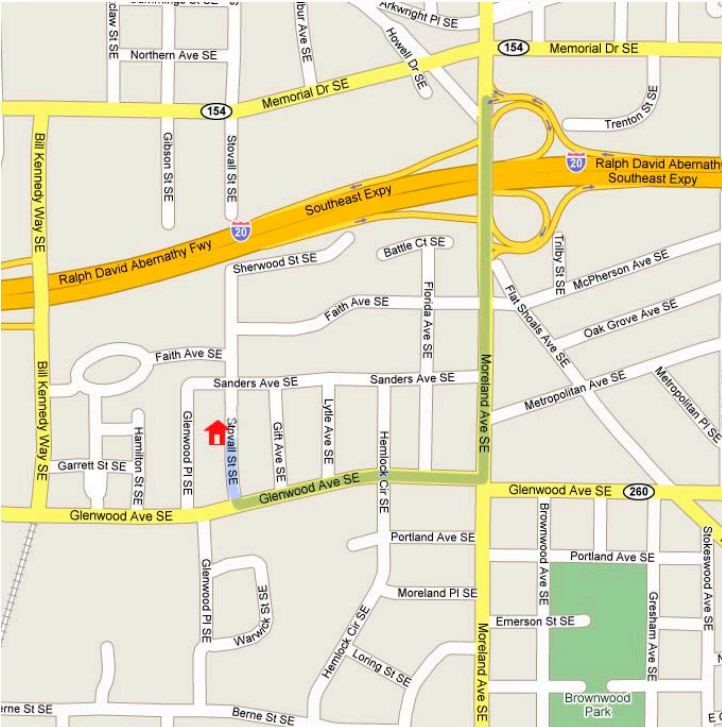 Arkwright Pl SE
Howell Dr SE
154
Memorial Dr SE
Northern Ave SE
Memorial Dr SE
154
Trenton St SE
Bill Kennedy Way SE
Gibson St SE
Stovall St SE
20
Ralph David Abernathy
Southeast Expy
Southeast Expy
20
Ralph David Abernathy Fwy
Battle Ct SE
Trilby St SE
Sherwood St SE
McPherson Ave SE
Flat Shoals Ave SE
Florida Ave SE
Faith Ave SE
Oak Grove Ave SE
Faith Ave SE
Bill Kennedy Way SE
Moreland Ave SE
Sanders Ave SE
Sanders Ave SE
Metropolitan Ave SE
Metropolitan Pl SE
Glenwood Pl SE
Stovall St SE
Gift Ave SE
Lytle Ave SE
Hemlock Cir SE
Hamilton St SE
Garrett St SE
Glenwood Ave SE
Glenwood Ave SE
Glenwood Ave SE
260
Brownwood Ave SE
Stokeswood Ave SE
Portland Ave SE
Portland Ave SE
Glenwood Pl SE
Warwick St SE
Moreland Pl SE
Gresham Ave SE
Emerson St SE
Moreland Ave SE
Hemlock Cir SE
Loring St SE
Brownwood
Park
Berne St SE